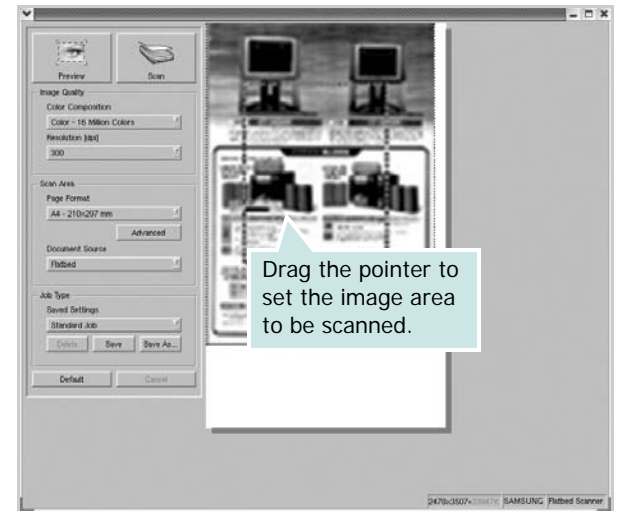 Preview Scan
Image Quality
Color Composition
Color - 16 Million Colors
Resolution [dpi]
300
Scan Area
Page Format
A4 - 210x297 mm
Advanced
Document Source
Flatbed
Job Type
Saved Settings
Standard Job
Delete Save Save As...
Default Cancel
Drag the pointer to
set the image area
to be scanned.
SAMSUNG Flatbed Scanner